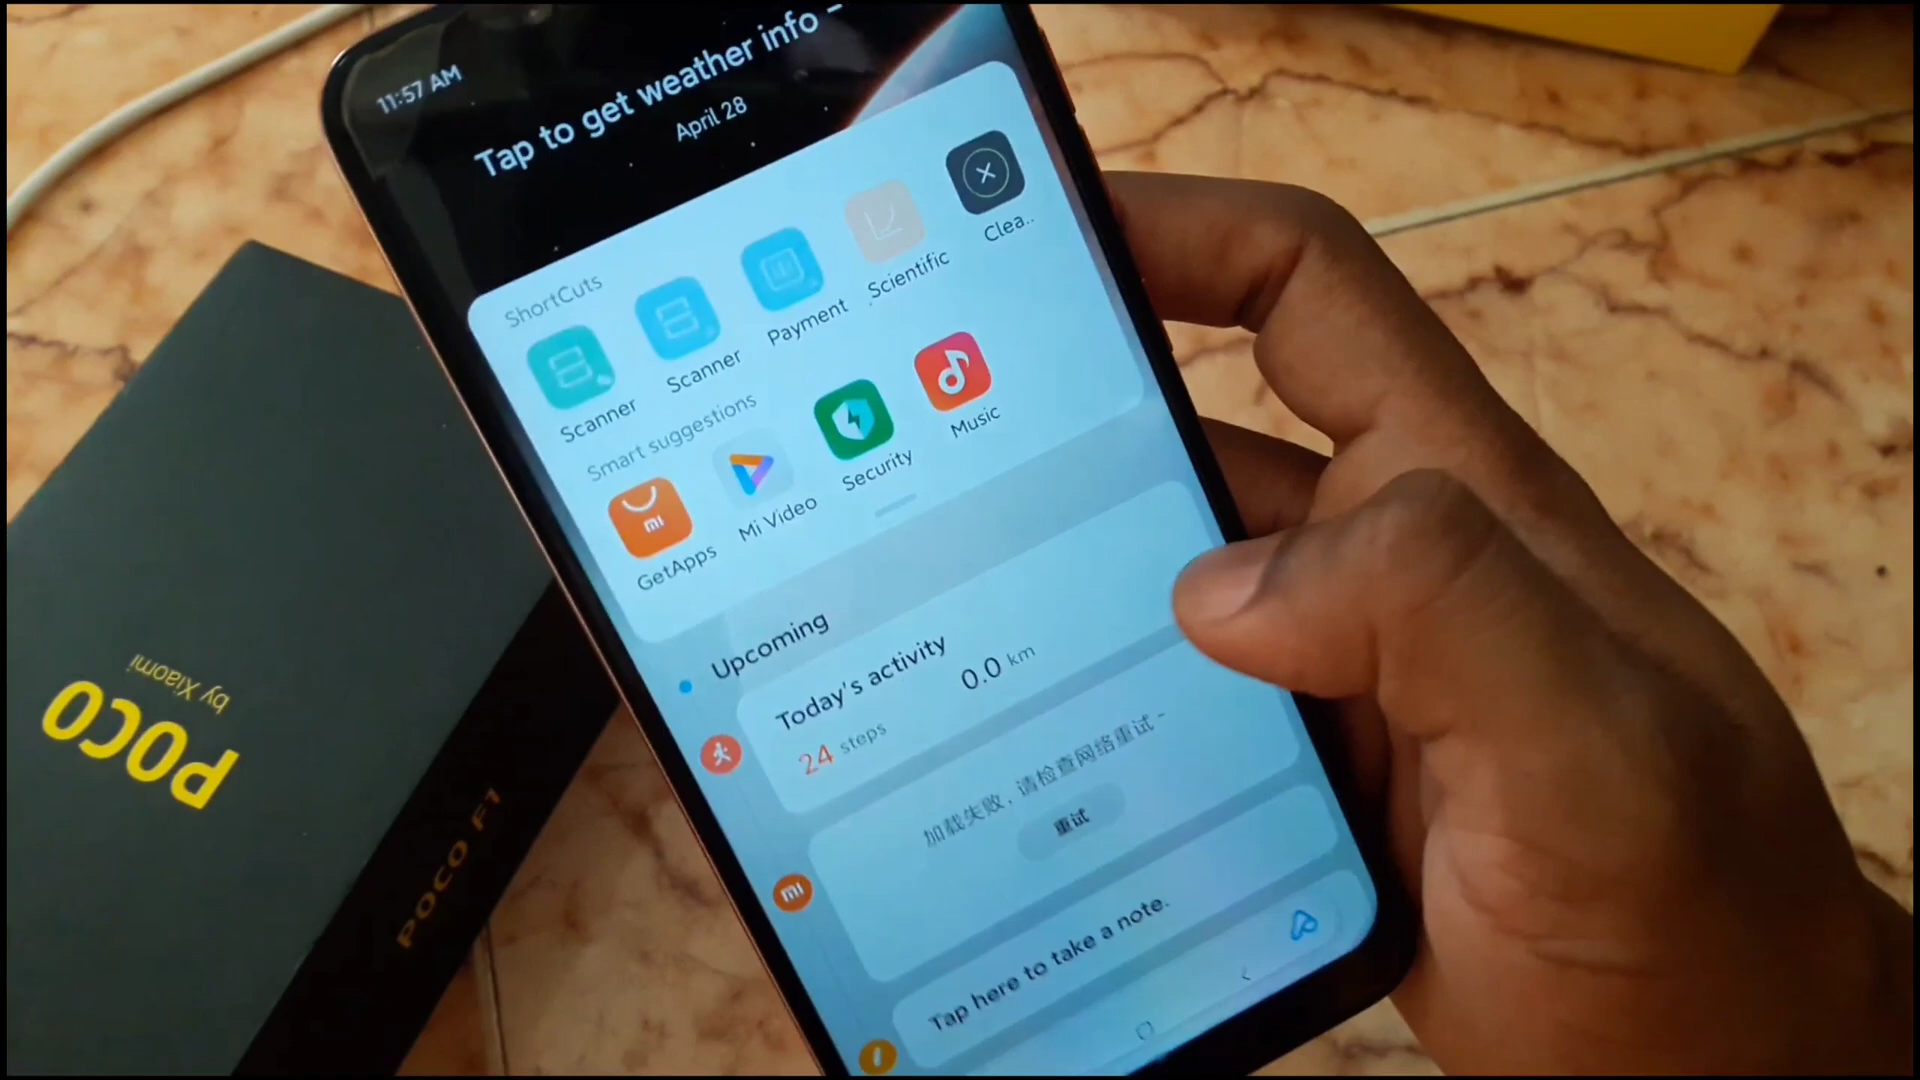 11:57 AM
Tap to get weather info -
April 28
ShortCuts
Scanner
Scanner
Payment
Scientific
Clea..
Smart suggestions
GetApps
Mi Video
Security
Music
mi
Upcoming
Today's activity
24 steps
0.0 km
加载失败，请检查网络重试 -
重试
mi
Tap here to take a note.
POCO
by Xiaomi
POCO F1